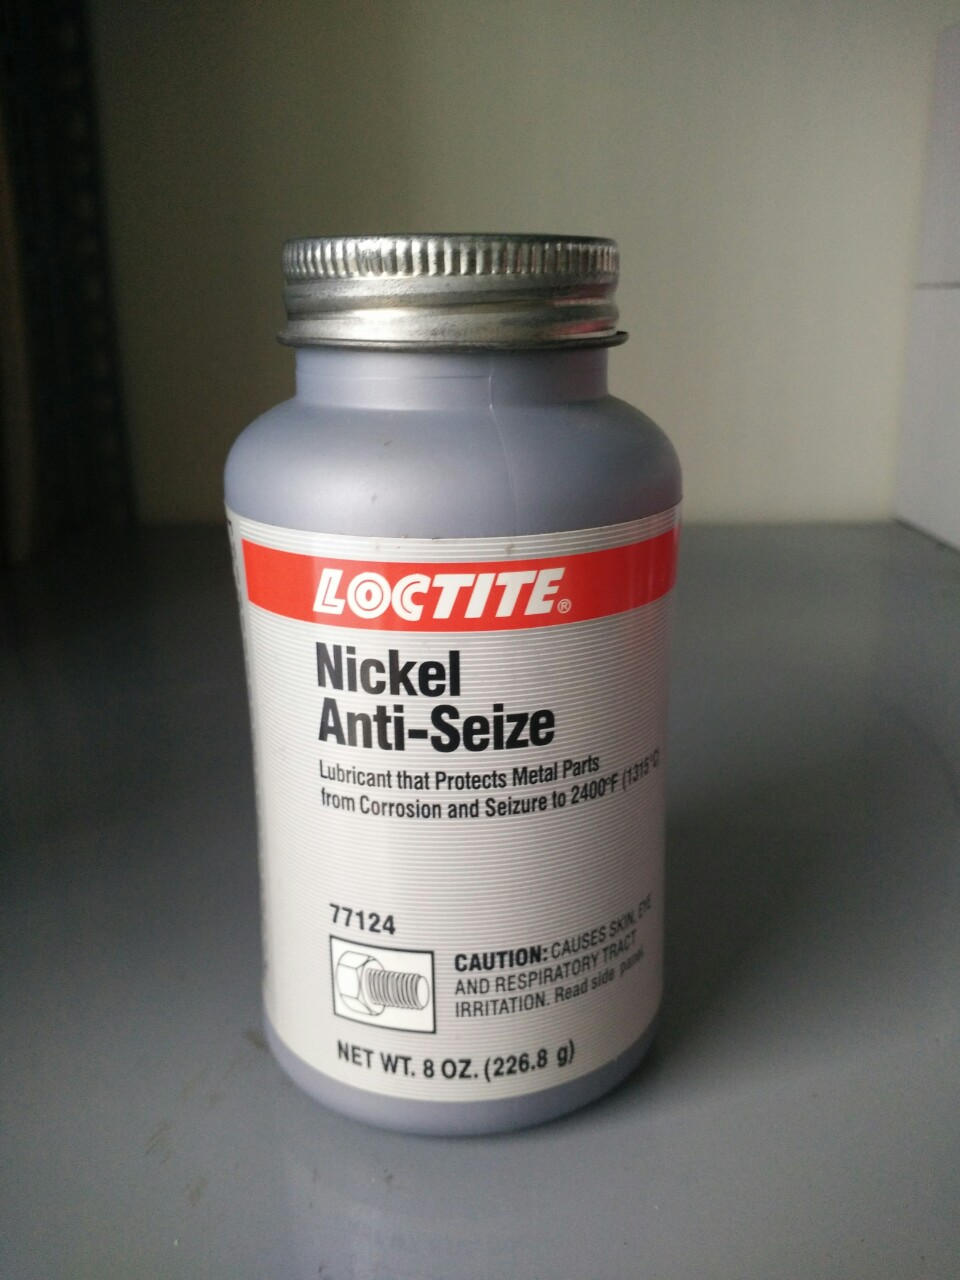 LOCTITE®
Nickel
Anti-Seize
Lubricant that Protects Metal Parts
from Corrosion and Seizure to 2400°F (1315°C)
77124
CAUTION: CAUSES SKIN, EYE
AND RESPIRATORY TRACT
IRRITATION. Read side panel.
NET WT. 8 OZ. (226.8 g)